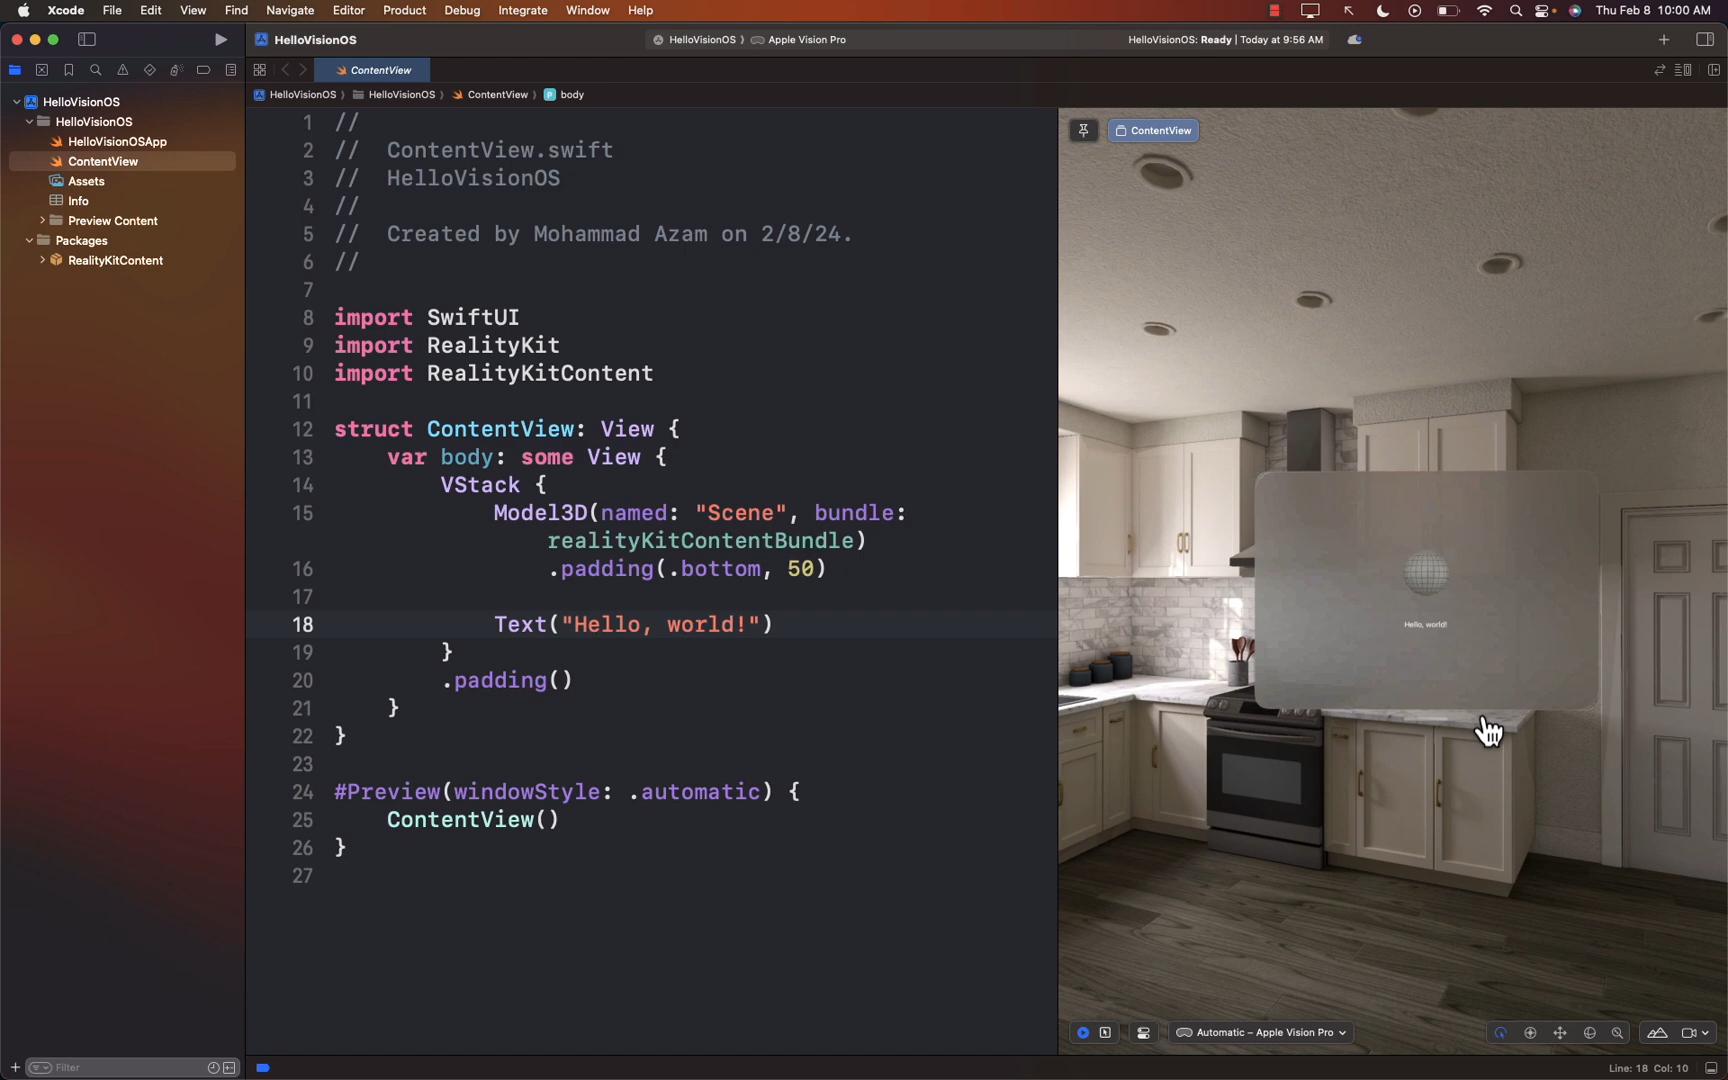 Xcode File Edit View Find Navigate Editor Product Debug Editor Integrate Window Help Thu Feb 8 10:00 AM
HelloVisionOS HelloVisionOS Apple Vision Pro HelloVisionOS: Ready | Today at 9:56 AM
ContentView
HelloVisionOS HelloVisionOS ContentView P body
HelloVisionOS
HelloVisionOS
HelloVisionOSApp
ContentView
Assets
Info
Preview Content
Packages
RealityKitContent
Filter
1 //
2 // ContentView.swift
3 // HelloVisionOS
4 //
5 // Created by Mohammad Azam on 2/8/24.
6 //
7
8 import SwiftUI
9 import RealityKit
10 import RealityKitContent
11
12 struct ContentView: View {
13 var body: some View {
14 VStack {
15 Model3D(named: "Scene", bundle:
realityKitContentBundle)
16 .padding(.bottom, 50)
17
18 Text("Hello, world!")
19 }
20 .padding()
21 }
22 }
23
24 #Preview(windowStyle: .automatic) {
25 ContentView()
26 }
27
ContentView
Hello, world!
Automatic – Apple Vision Pro
Line: 18 Col: 10